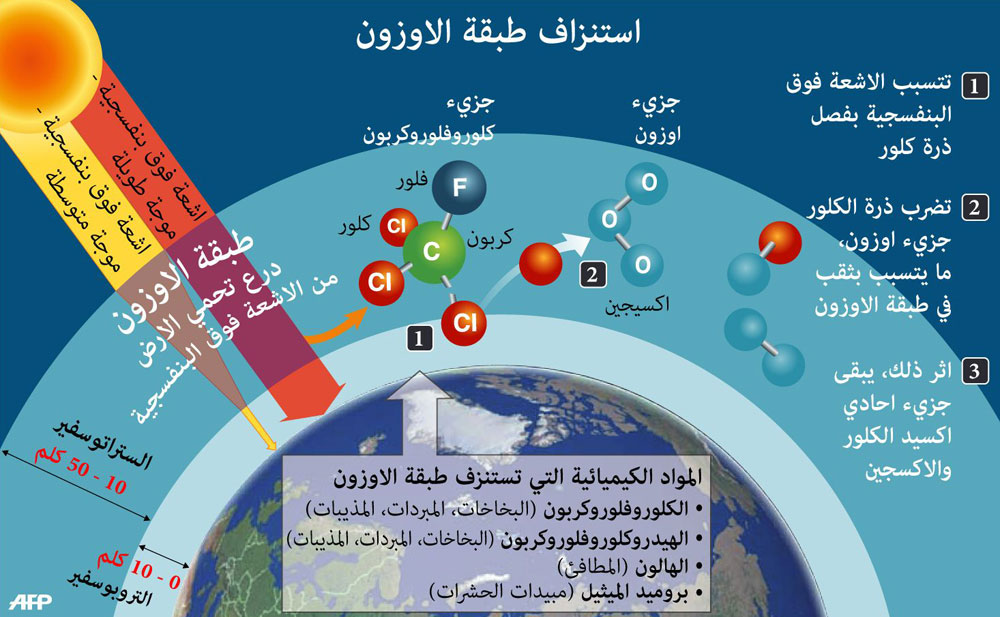 استنزاف طبقة الاوزون
1
تتسبب الاشعة فوق
البنفسجية بفصل
ذرة كلور
2
تضرب ذرة الكلور
جزيء اوزون،
ما يتسبب بثقب
في طبقة الاوزون
3
اثر ذلك، يبقى
جزيء احادي
اكسيد الكلور
والاكسجين
جزيء
اوزون
O
O
O
اكسيجين
2
جزيء
كلوروفلوروكربون
فلور
F
كلور
Cl
كربون
C
Cl
Cl
1
اشعة فوق بنفسجية -
موجة طويلة
اشعة فوق بنفسجية -
موجة متوسطة
طبقة الاوزون
درع تحمي الارض
من الاشعة فوق البنفسجية
الستراتوسفير
10 - 50 كلم
0 - 10 كلم
التروبوسفير
المواد الكيميائية التي تستنزف طبقة الاوزون
• الكلوروفلوروكربون (البخاخات، المبردات، المذيبات)
• الهيدروكلوروفلوروكربون (البخاخات، المبردات، المذيبات)
• الهالون (المطافئ)
• بروميد الميثيل (مبيدات الحشرات)
AFP